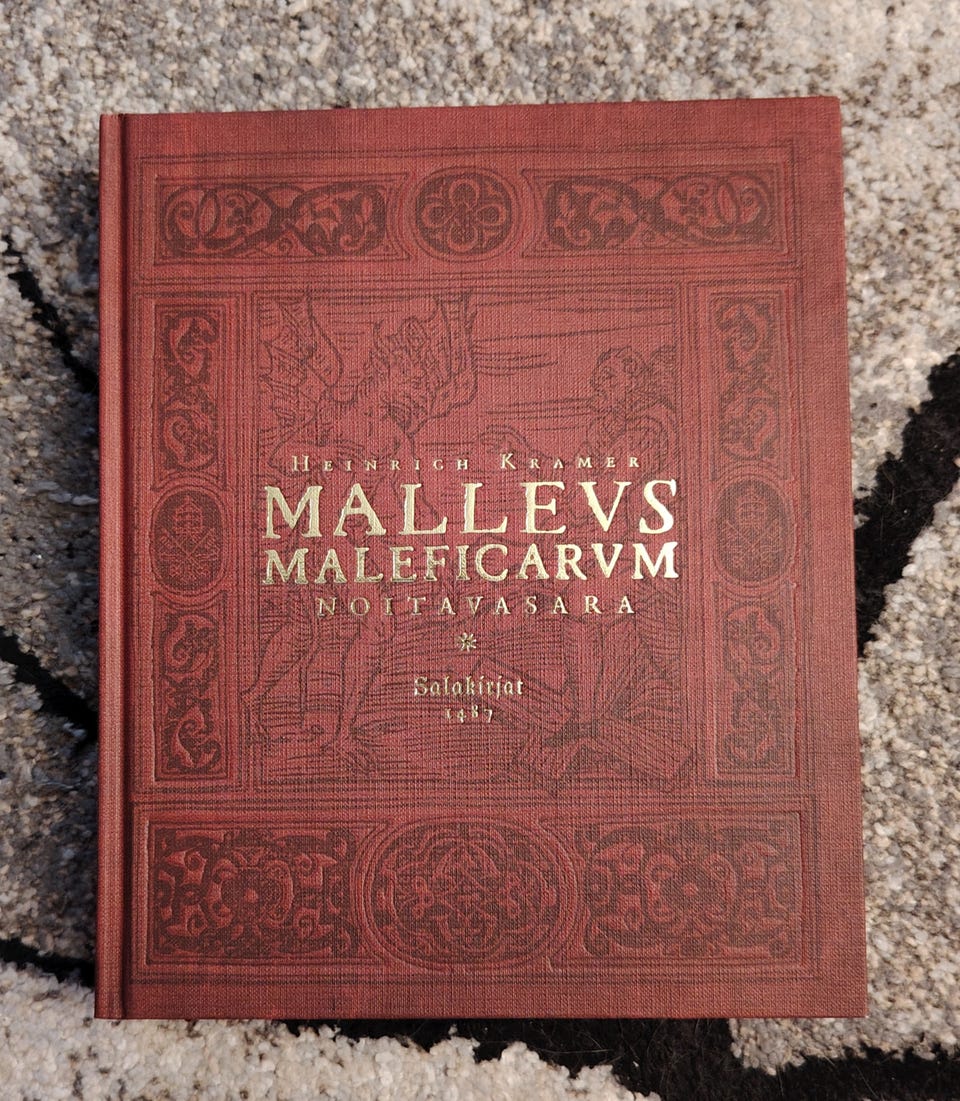 Heinrich Kramer
MALLEVS
MALEFICARVM
NOITAVASARA
Salakirjat
1487